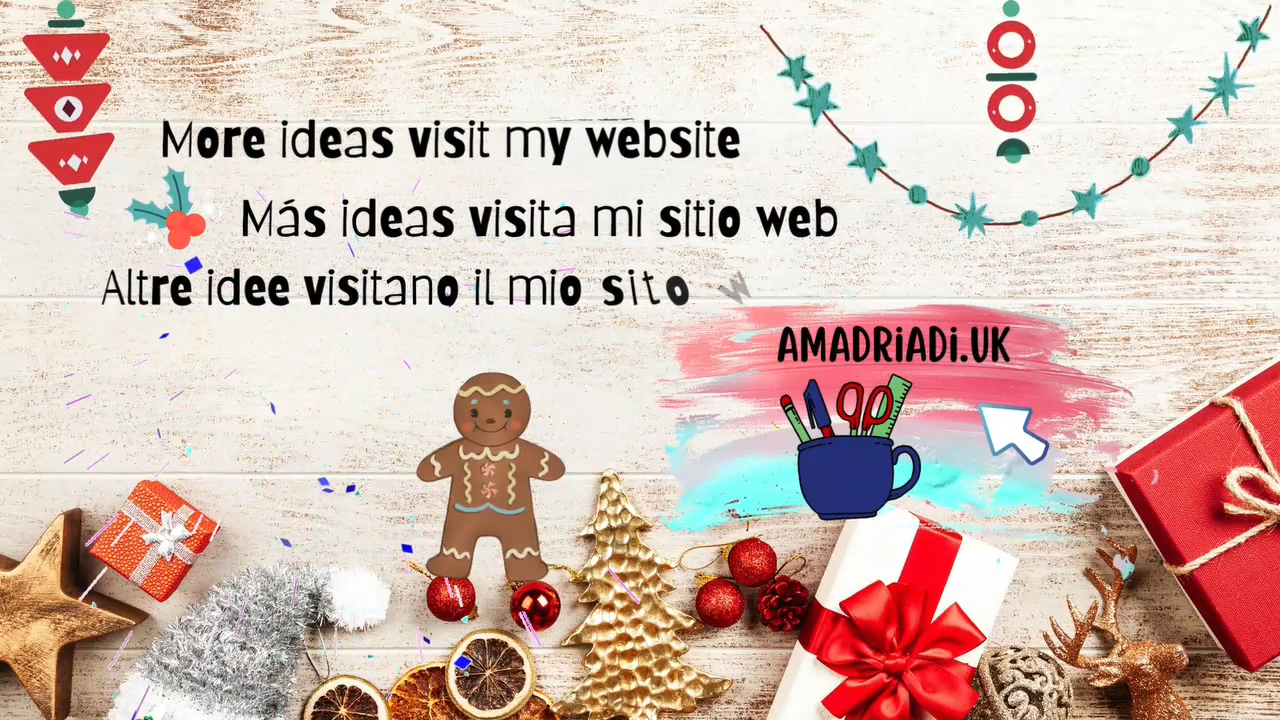 More ideas visit my website
Más ideas visita mi sitio web
Altre idee visitano il mio sito w
AMADRiADi.UK